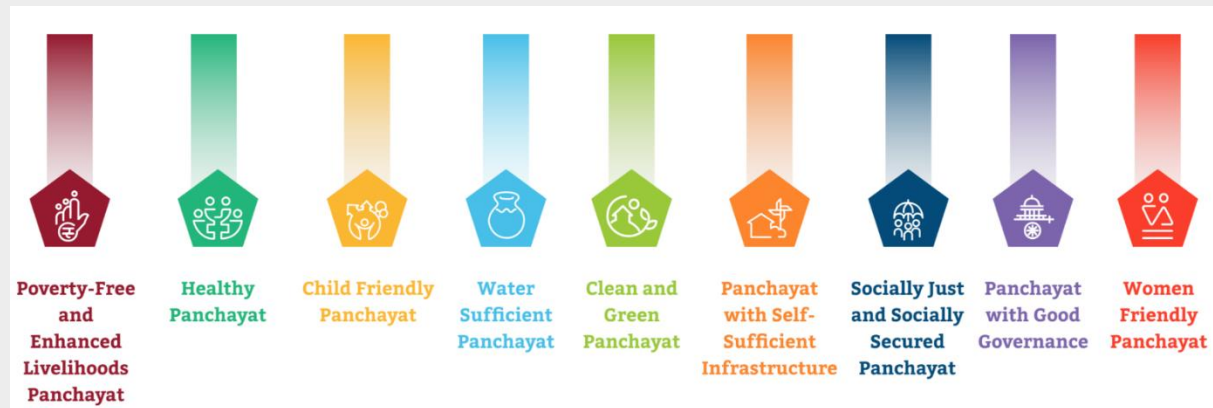 Poverty-Free
and
Enhanced
Livelihoods
Panchayat
Healthy
Panchayat
Child Friendly
Panchayat
Water
Sufficient
Panchayat
Clean and
Green
Panchayat
Panchayat
with Self-
Sufficient
Infrastructure
Socially Just
and Socially
Secured
Panchayat
Panchayat
with Good
Governance
Women
Friendly
Panchayat